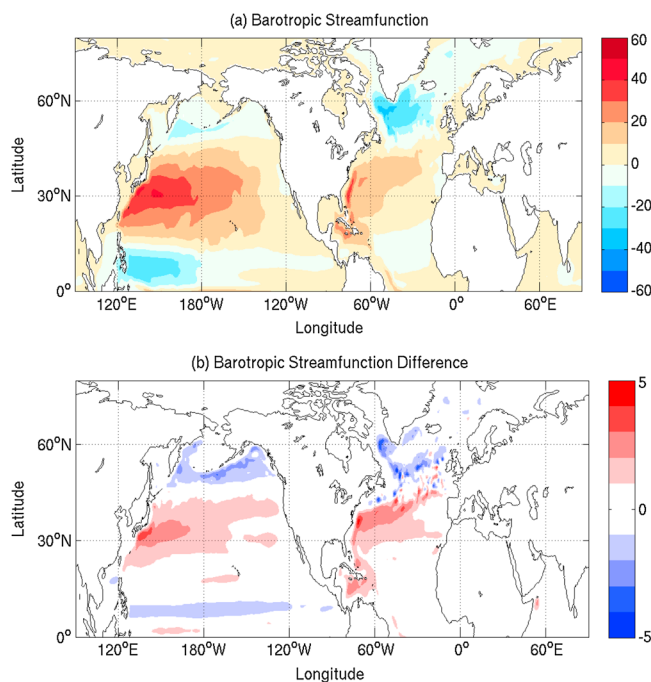 (a) Barotropic Streamfunction
60°N
30°N
0°
Latitude
120°E 180°W 120°W 60°W 0° 60°E
Longitude
60
40
20
0
-20
-40
-60
(b) Barotropic Streamfunction Difference
60°N
30°N
0°
Latitude
120°E 180°W 120°W 60°W 0° 60°E
Longitude
5
0
-5